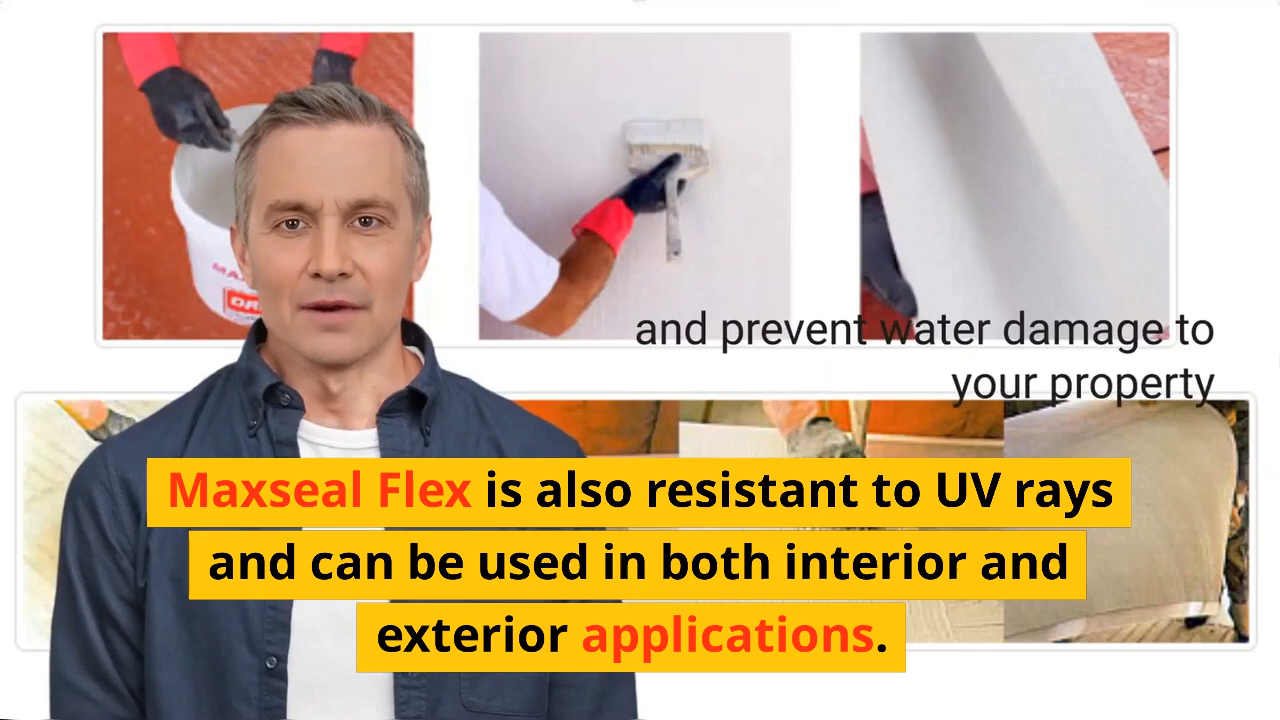 and prevent water damage to
your property
Maxseal Flex is also resistant to UV rays
and can be used in both interior and
exterior applications.